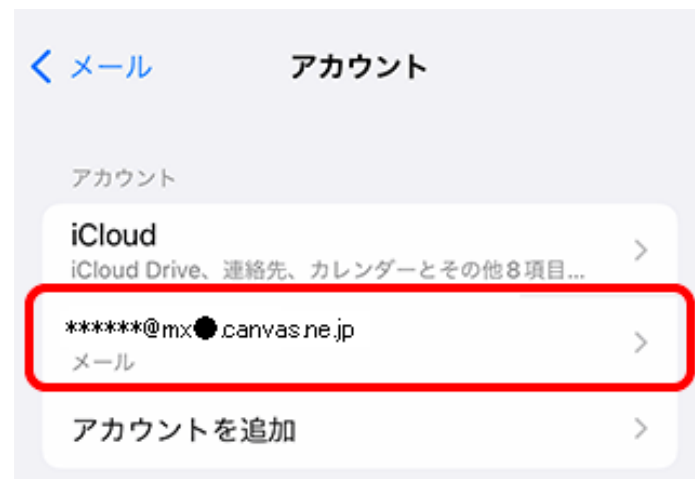 メール アカウント
アカウント
iCloud
iCloud Drive、連絡先、カレンダーとその他8項目...
******@mx●.canvas.ne.jp
メール
アカウントを追加